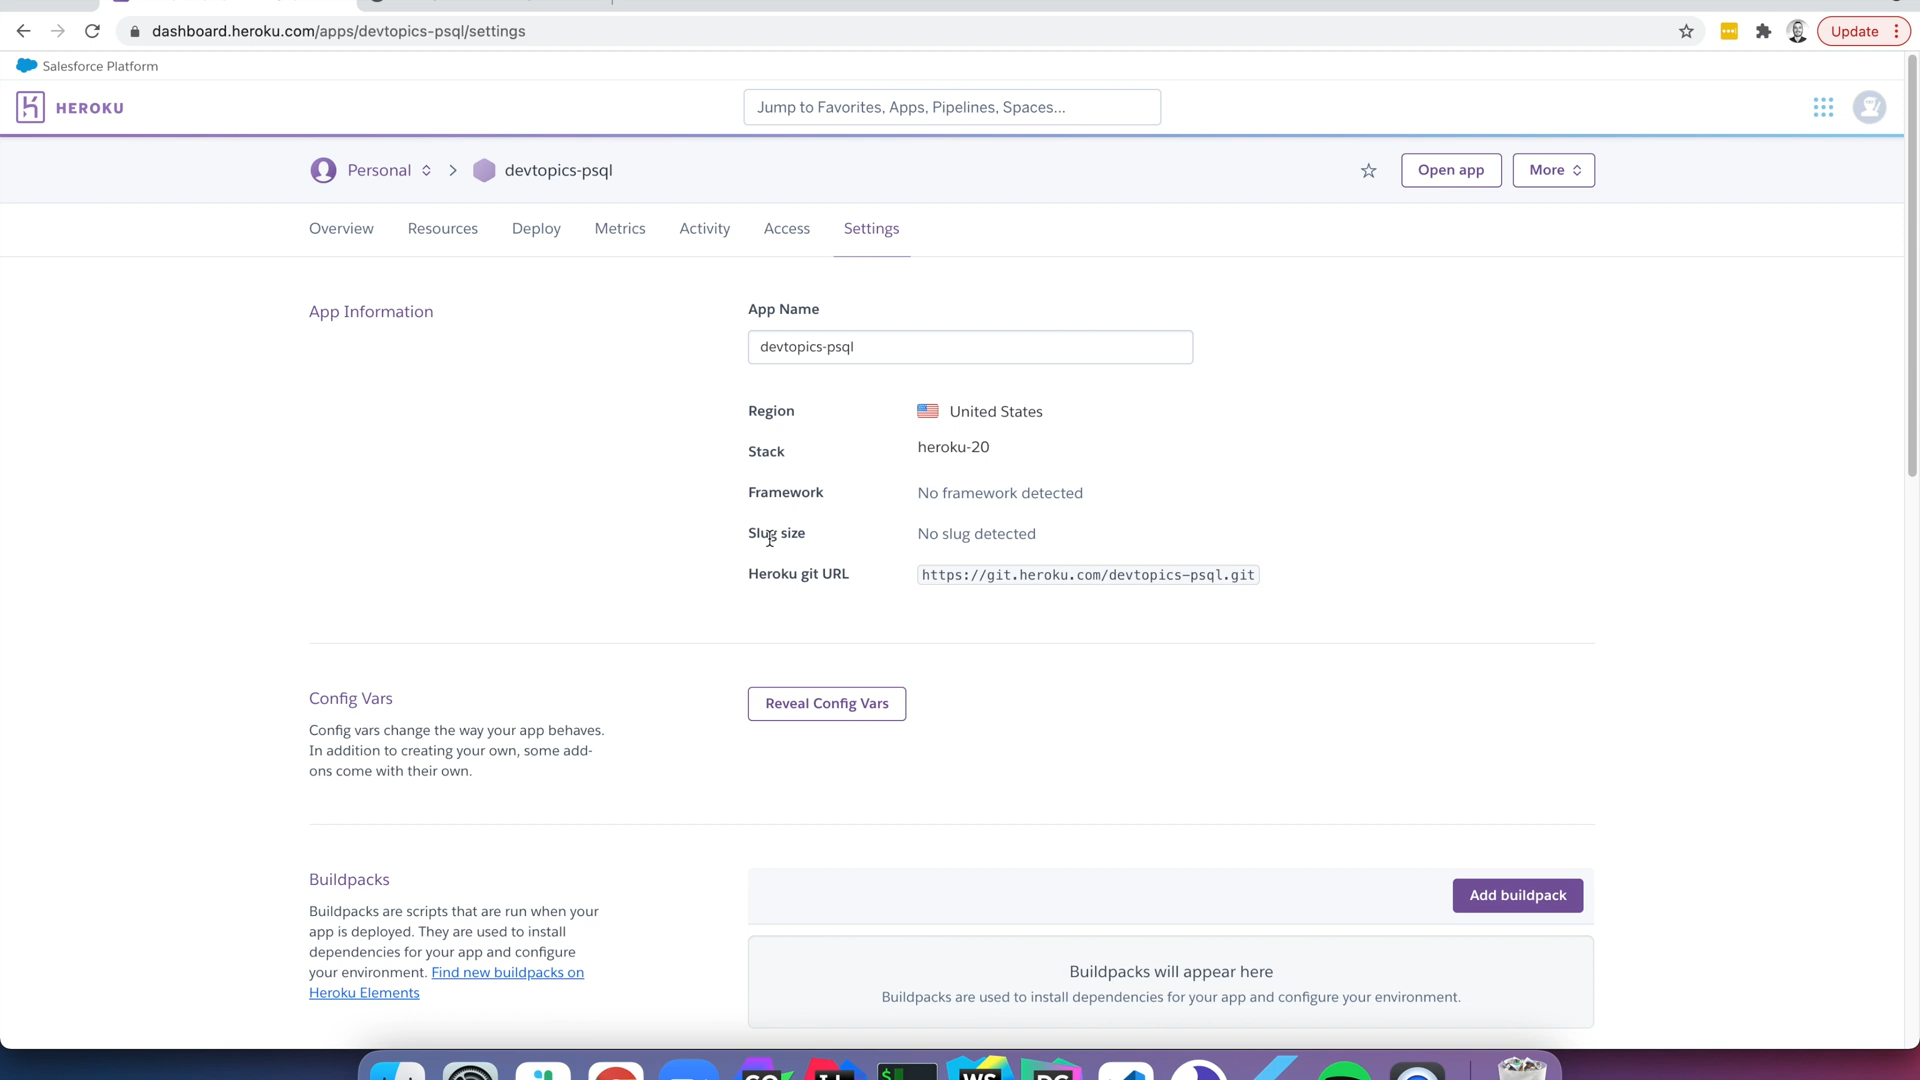 dashboard.heroku.com/apps/devtopics-psql/settings
Update
Salesforce Platform
HEROKU
Jump to Favorites, Apps, Pipelines, Spaces...
Personal
devtopics-psql
Open app
More
Overview
Resources
Deploy
Metrics
Activity
Access
Settings
App Information
App Name
devtopics-psql
Region
United States
Stack
heroku-20
Framework
No framework detected
Slug size
No slug detected
Heroku git URL
https://git.heroku.com/devtopics-psql.git
Config Vars
Reveal Config Vars
Config vars change the way your app behaves.
In addition to creating your own, some add-
ons come with their own.
Buildpacks
Add buildpack
Buildpacks are scripts that are run when your
app is deployed. They are used to install
dependencies for your app and configure
your environment. Find new buildpacks on
Heroku Elements
Buildpacks will appear here
Buildpacks are used to install dependencies for your app and configure your environment.